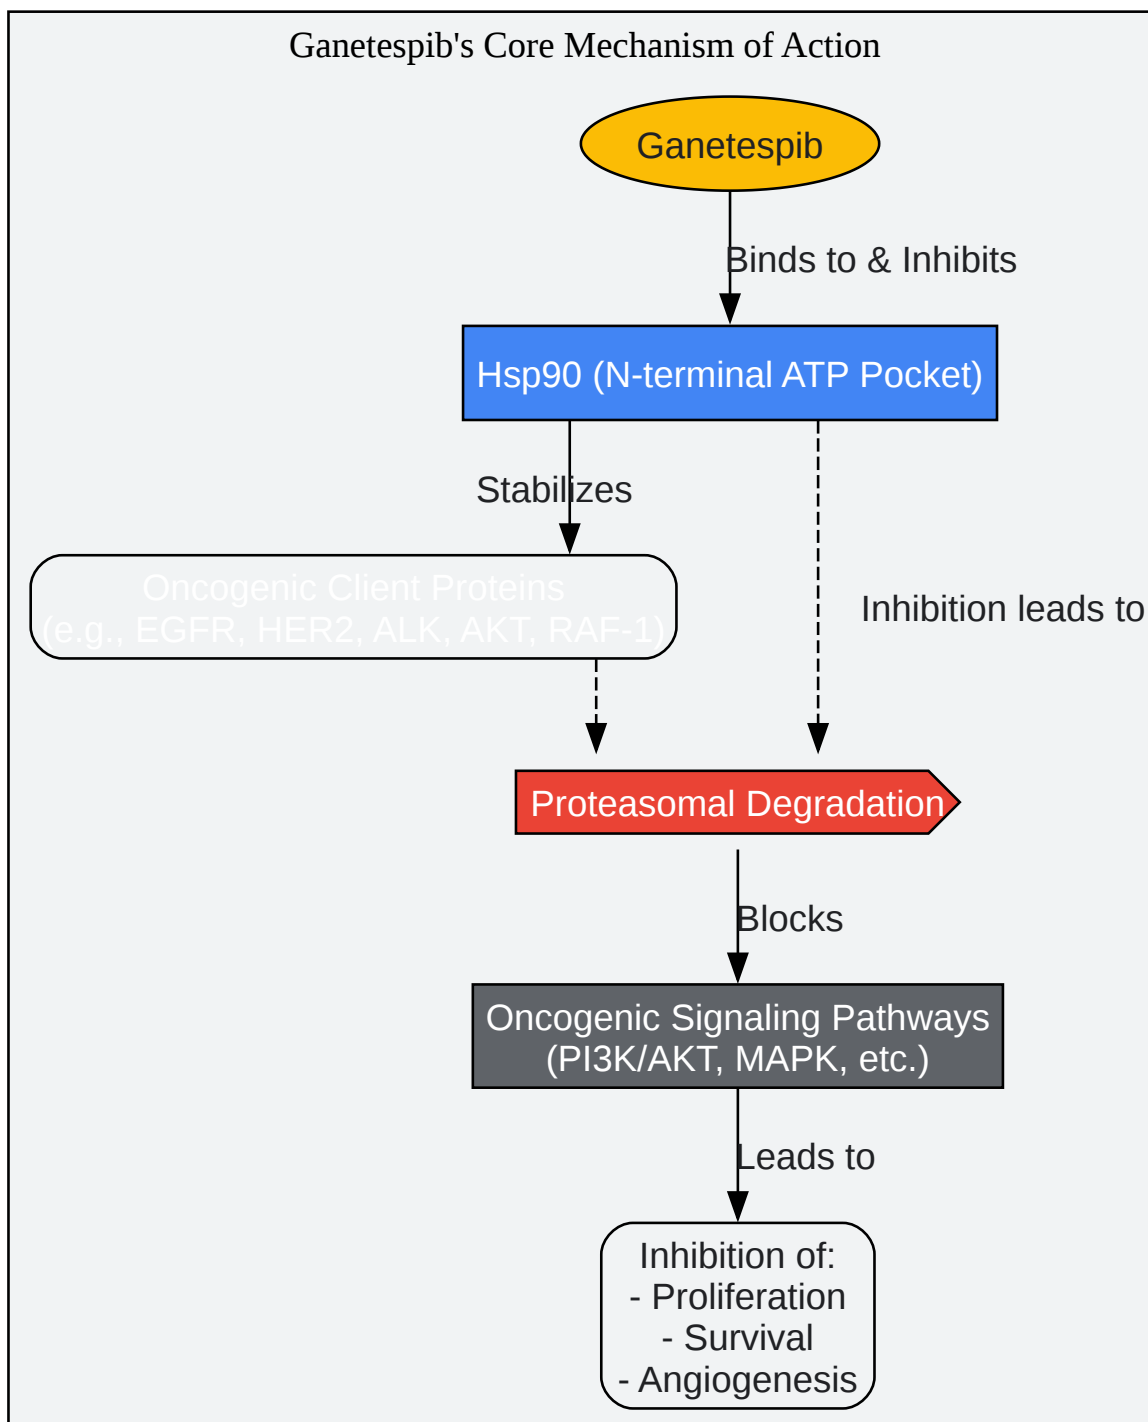 Ganetespib's Core Mechanism of Action
Ganetespib
Binds to & Inhibits
Hsp90 (N-terminal ATP Pocket)
Stabilizes
Oncogenic Client Proteins
(e.g., EGFR, HER2, ALK, AKT, RAF-1)
Inhibition leads to
Proteasomal Degradation
Blocks
Oncogenic Signaling Pathways
(PI3K/AKT, MAPK, etc.)
Leads to
Inhibition of:
- Proliferation
- Survival
- Angiogenesis